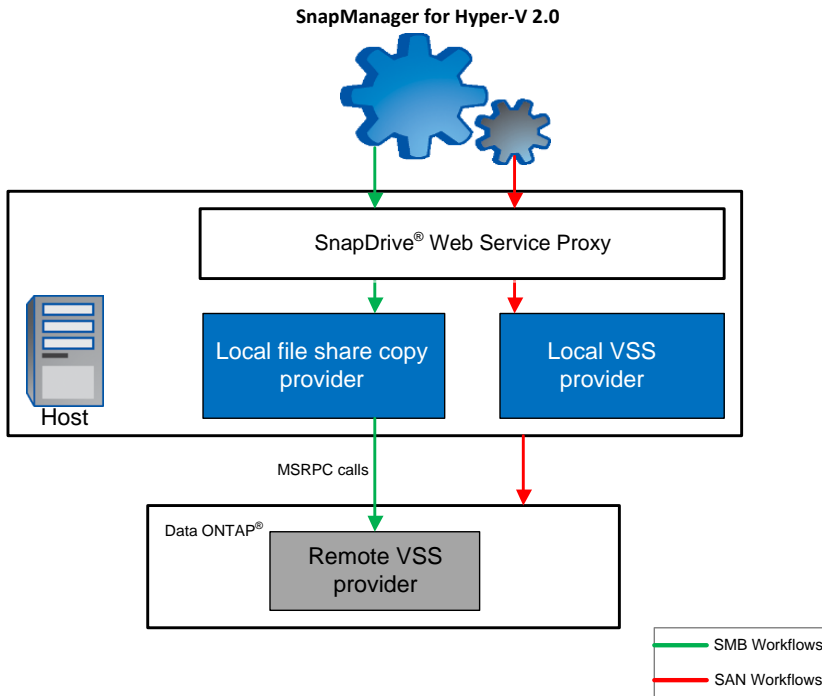 SnapManager for Hyper-V 2.0
SnapDrive® Web Service Proxy
Local file share copy
provider
Local VSS
provider
Host
MSRPC calls
Data ONTAP®
Remote VSS
provider
SMB Workflows
SAN Workflows